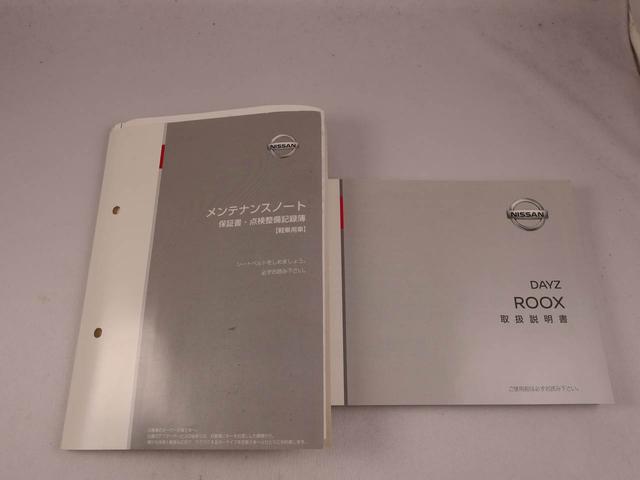 NISSAN
メンテナンスノート
保証書・点検整備記録簿
【軽乗用車】
シートベルトをしめましょう。
必ずお読み下さい。
NISSAN
DAYZ
ROOX
取扱説明書
ご使用前は必ずお読み下さい。